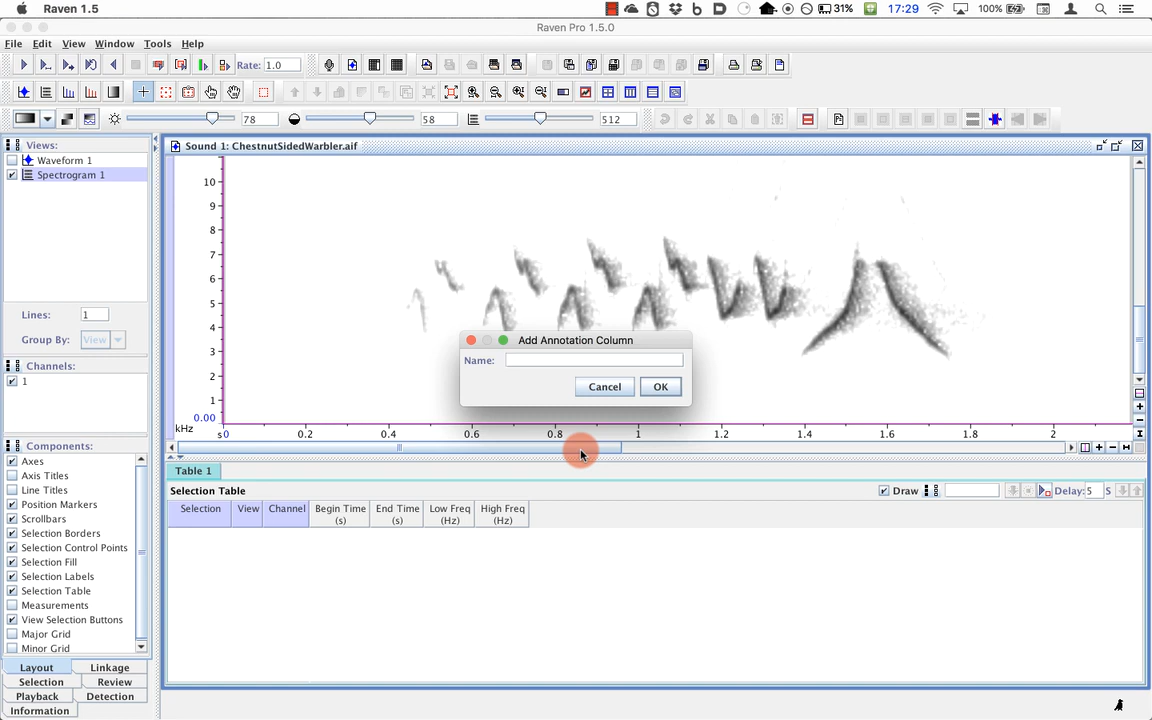 Raven 1.5 31% 17:29 100%
Raven Pro 1.5.0
File Edit View Window Tools Help
Rate: 1.0
78 58 512
Views:
Waveform 1
Spectrogram 1
Lines: 1
Group By: View
Channels:
1
Components:
Axes
Axis Titles
Line Titles
Position Markers
Scrollbars
Selection Borders
Selection Control Points
Selection Fill
Selection Labels
Selection Table
Measurements
View Selection Buttons
Major Grid
Minor Grid
Layout Linkage
Selection Review
Playback Detection
Information
Sound 1: ChestnutSidedWarbler.aif
10
9
8
7
6
5
4
3
2
1
0.00
kHz
s0 0.2 0.4 0.6 0.8 1 1.2 1.4 1.6 1.8 2
Add Annotation Column
Name:
Cancel OK
Table 1
Selection Table Draw Delay: 5 S
Selection View Channel Begin Time (s) End Time (s) Low Freq (Hz) High Freq (Hz)